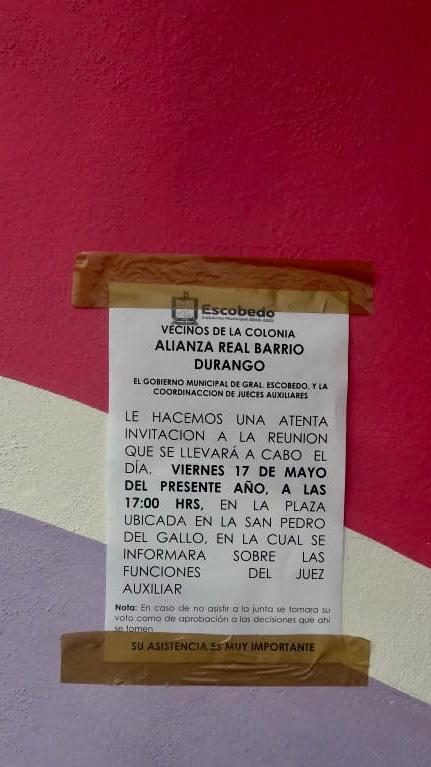 Escobedo
Gobierno Municipal 2018-2021
VECINOS DE LA COLONIA
ALIANZA REAL BARRIO
DURANGO
EL GOBIERNO MUNICIPAL DE GRAL. ESCOBEDO, Y LA
COORDINACCION DE JUECES AUXILIARES
LE HACEMOS UNA ATENTA
INVITACION A LA REUNION
QUE SE LLEVARÁ A CABO EL
DÍA, VIERNES 17 DE MAYO
DEL PRESENTE AÑO, A LAS
17:00 HRS, EN LA PLAZA
UBICADA EN LA SAN PEDRO
DEL GALLO, EN LA CUAL SE
INFORMARA SOBRE LAS
FUNCIONES DEL JUEZ
AUXILIAR
Nota: En caso de no asistir a la junta se tomara su
voto como de aprobación a las decisiones que ahí
se tomen
SU ASISTENCIA ES MUY IMPORTANTE